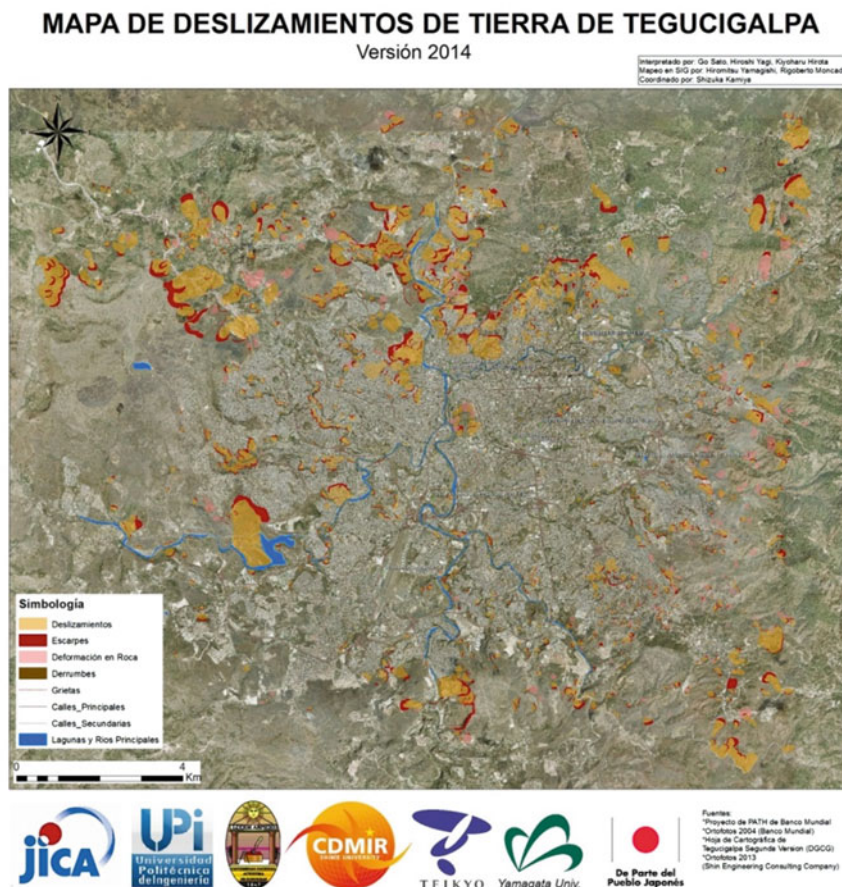 MAPA DE DESLIZAMIENTOS DE TIERRA DE TEGUCIGALPA
Versión 2014
Interpretado por: Go Sato, Hiroshi Yagi, Kiyoharu Hirota
Mapeo en SIG por: Hiromitsu Yamagishi, Rigoberto Moncad
Coordinado por: Shizuka Kamiya
Simbología
Deslizamientos
Escarpes
Deformación en Roca
Derrumbes
Grietas
Calles_Principales
Calles_Secundarias
Lagunas y Rios Principales
0 4
Km
jICA
UPi
Universidad
Politécnica
de Ingeniería
CDMIR
EHIME UNIVERSITY
TEIKYO
Yamagata Univ.
De Parte del
Pueblo Japonés
Fuentes:
*Proyecto de PATH de Banco Mundial
*Ortofotos 2004 (Banco Mundial)
*Hoja de Cartográfica de
Tegucigalpa Segunda Version (DGCG)
*Ortofotos 2013
(Shin Engineering Consulting Company)